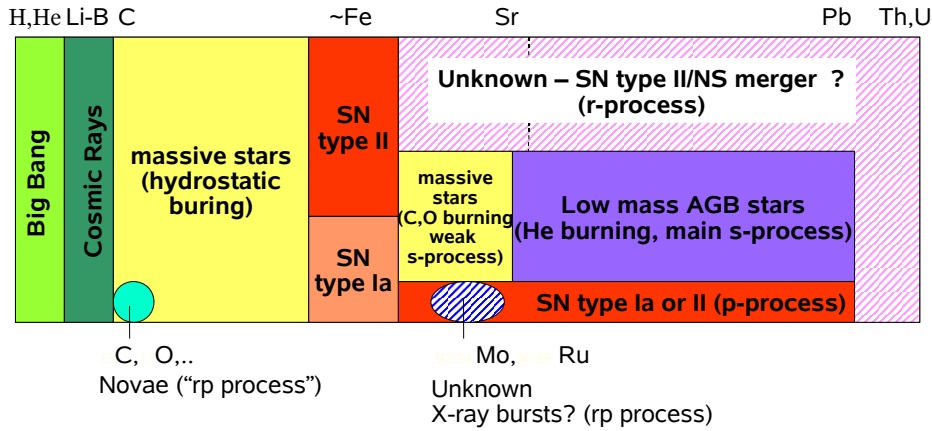 H,He Li-B C ~Fe Sr Pb Th,U
Big Bang
Cosmic Rays
massive stars
(hydrostatic
buring)
SN
type II
SN
type Ia
Unknown – SN type II/NS merger ?
(r-process)
massive
stars
(C,O burning
weak
s-process)
Low mass AGB stars
(He burning, main s-process)
SN type Ia or II (p-process)
C, O,..
Novae (“rp process”)
Mo, Ru
Unknown
X-ray bursts? (rp process)